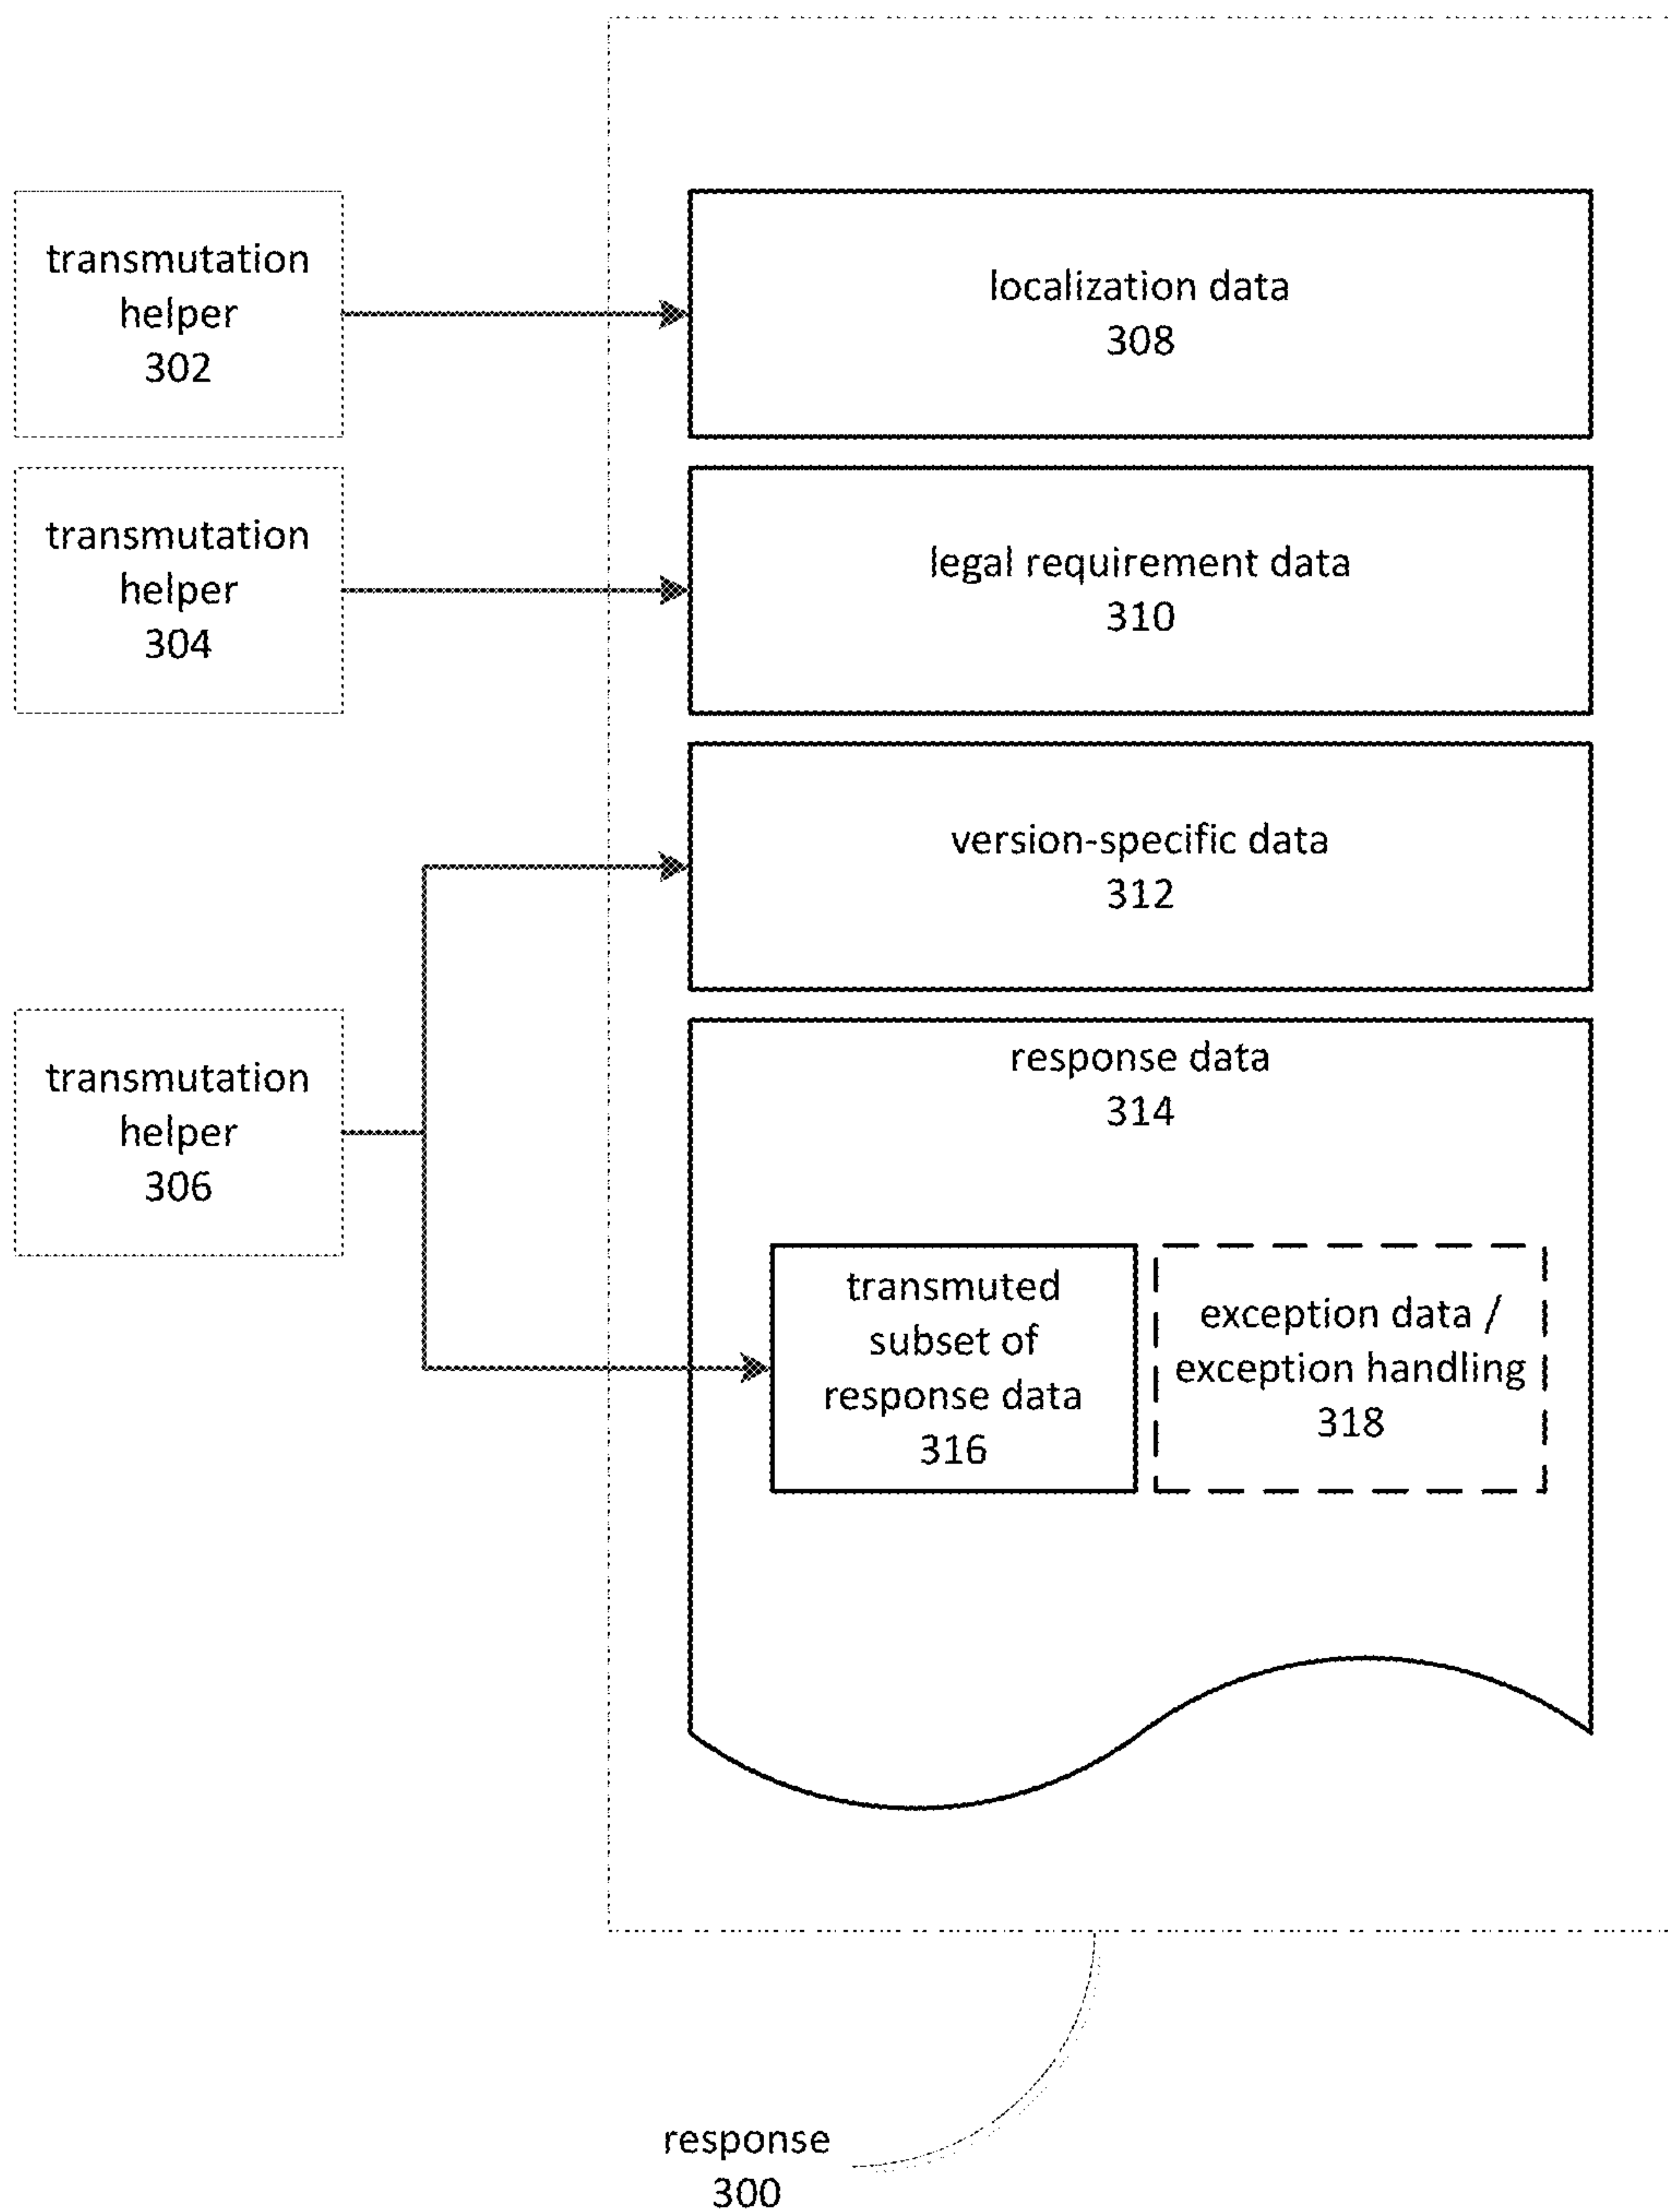 transmutation
helper
302
localization data
308
transmutation
helper
304
legal requirement data
310
version-specific data
312
transmutation
helper
306
response data
314
transmuted
subset of
response data
316
exception data /
exception handling
318
response
300